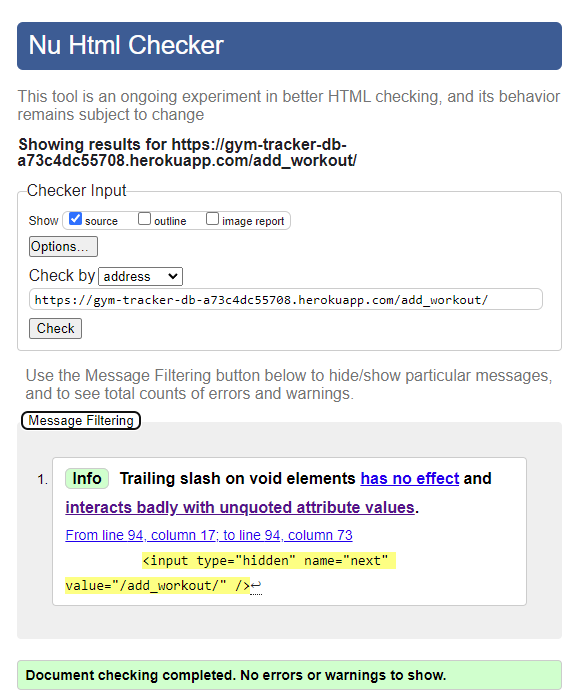 Nu Html Checker
This tool is an ongoing experiment in better HTML checking, and its behavior
remains subject to change
Showing results for https://gym-tracker-db-
a73c4dc55708.herokuapp.com/add_workout/
Checker Input
Show source outline image report
Options...
Check by address
https://gym-tracker-db-a73c4dc55708.herokuapp.com/add_workout/
Check
Use the Message Filtering button below to hide/show particular messages,
and to see total counts of errors and warnings.
Message Filtering
1. Info Trailing slash on void elements has no effect and
interacts badly with unquoted attribute values.
From line 94, column 17; to line 94, column 73
<input type="hidden" name="next"
value="/add_workout/" />↩
Document checking completed. No errors or warnings to show.